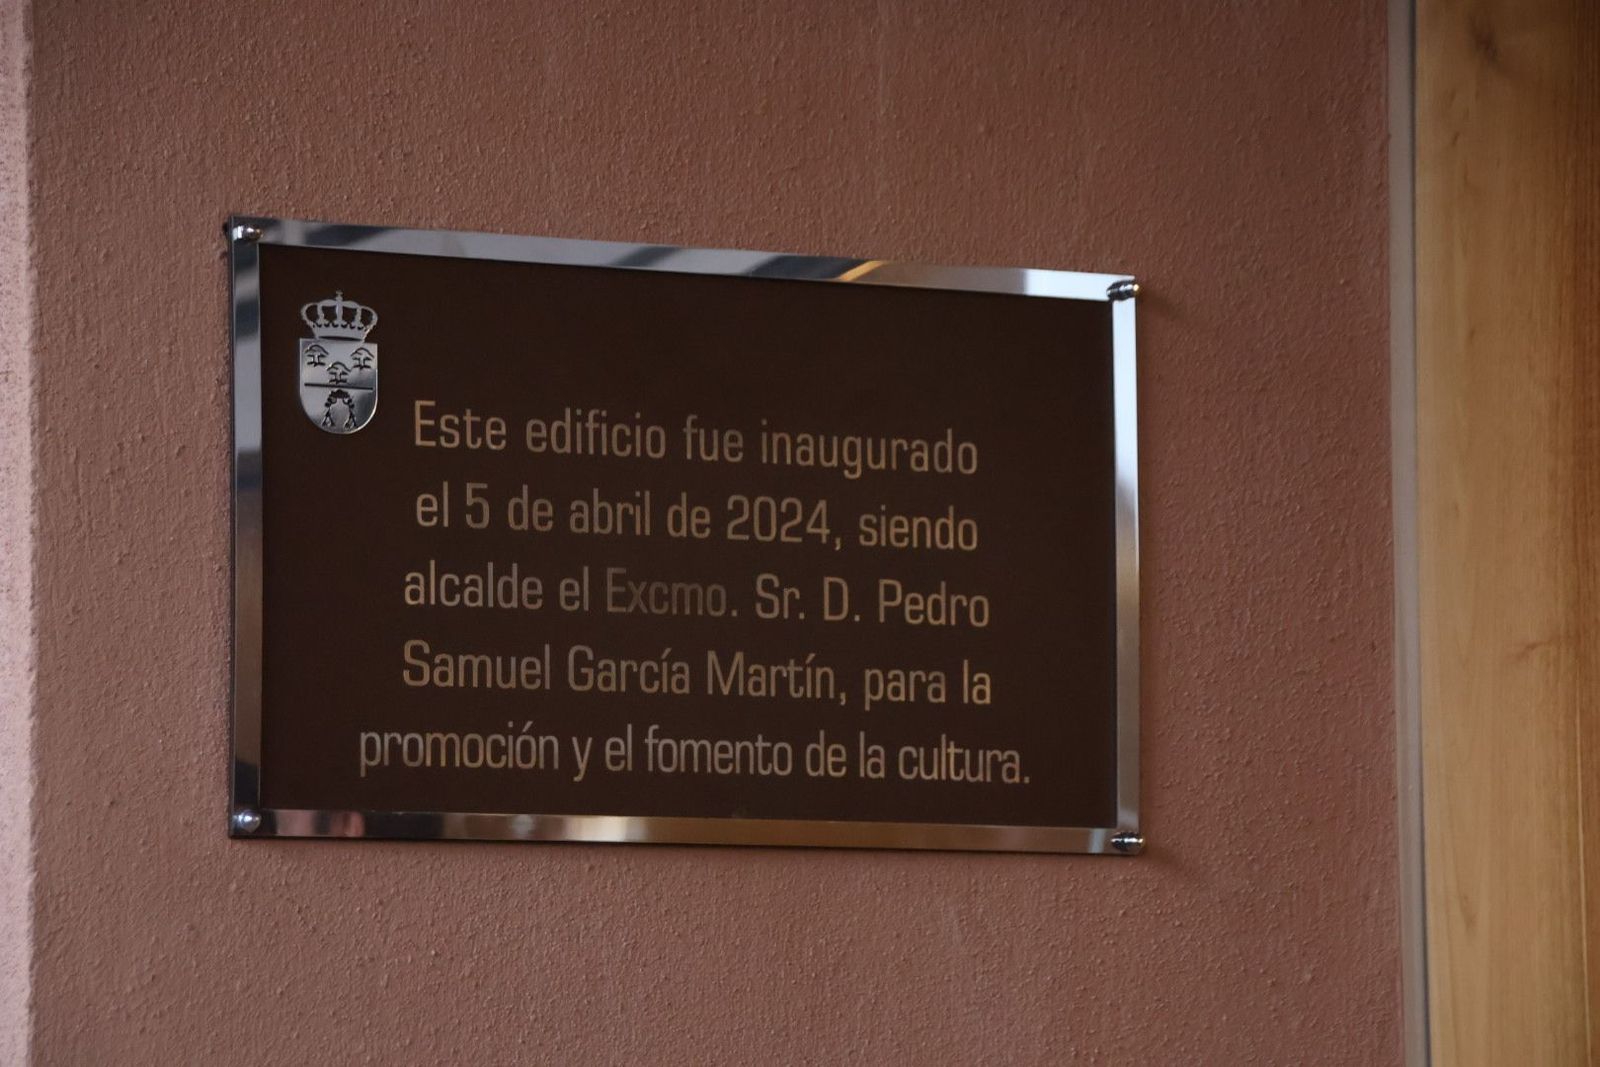 Este edificio fue inaugurado
el 5 de abril de 2024, siendo
alcalde el Excmo. Sr. D. Pedro
Samuel García Martín, para la
promoción y el fomento de la cultura.